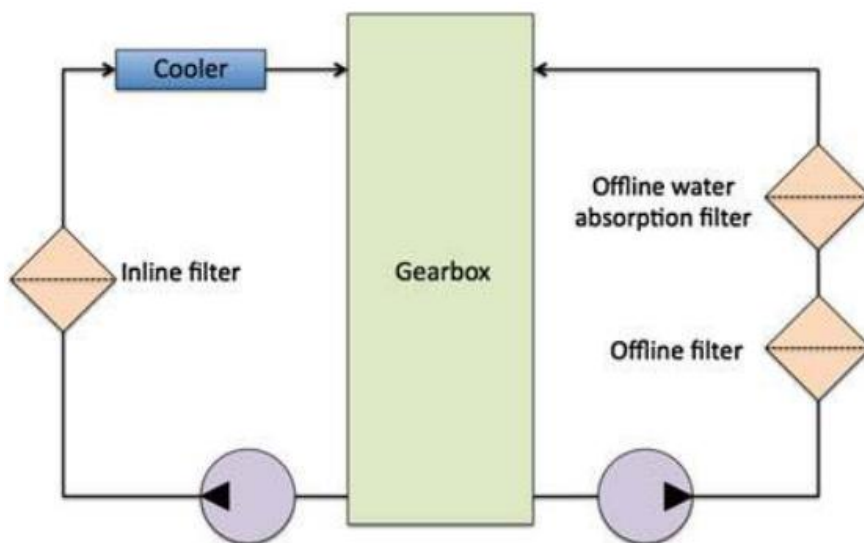 Cooler
Offline water
absorption filter
Inline filter
Gearbox
Offline filter